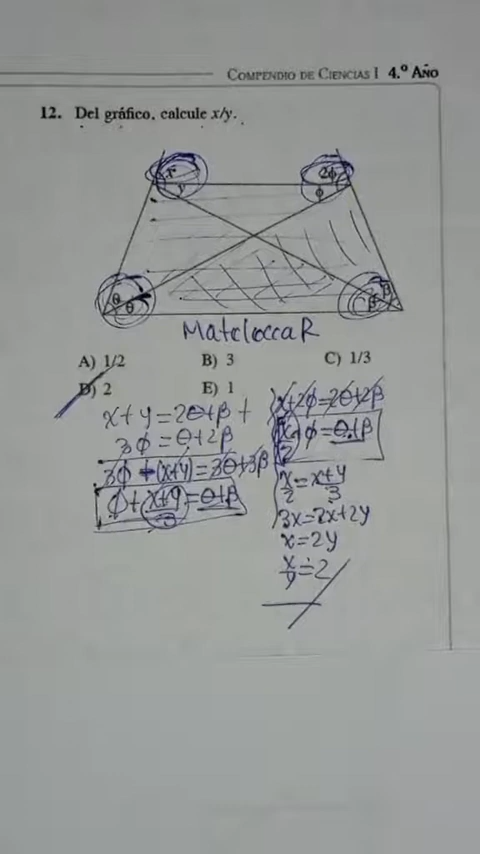 COMPENDIO DE CIENCIAS I 4.º AÑO
12. Del gráfico, calcule x/y.
x 2ϕ
y ϕ
θ β
θ β
MateloccaR
A) 1/2 B) 3 C) 1/3
D) 2 E) 1
x+y=2θ+β +
3ϕ=θ+2β
3ϕ+(x+y)=3θ+3β
ϕ+(x+y)/3=θ+β
x+2ϕ=2θ+2β
x/2+ϕ=θ+β
x/2=(x+y)/3
3x=2x+2y
x=2y
x/y=2